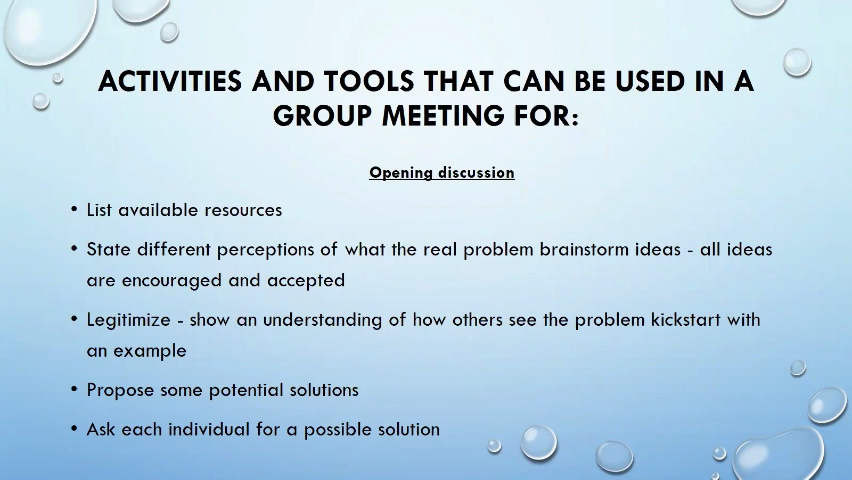 ACTIVITIES AND TOOLS THAT CAN BE USED IN A
GROUP MEETING FOR:
Opening discussion
• List available resources
• State different perceptions of what the real problem brainstorm ideas - all ideas
are encouraged and accepted
• Legitimize - show an understanding of how others see the problem kickstart with
an example
• Propose some potential solutions
• Ask each individual for a possible solution